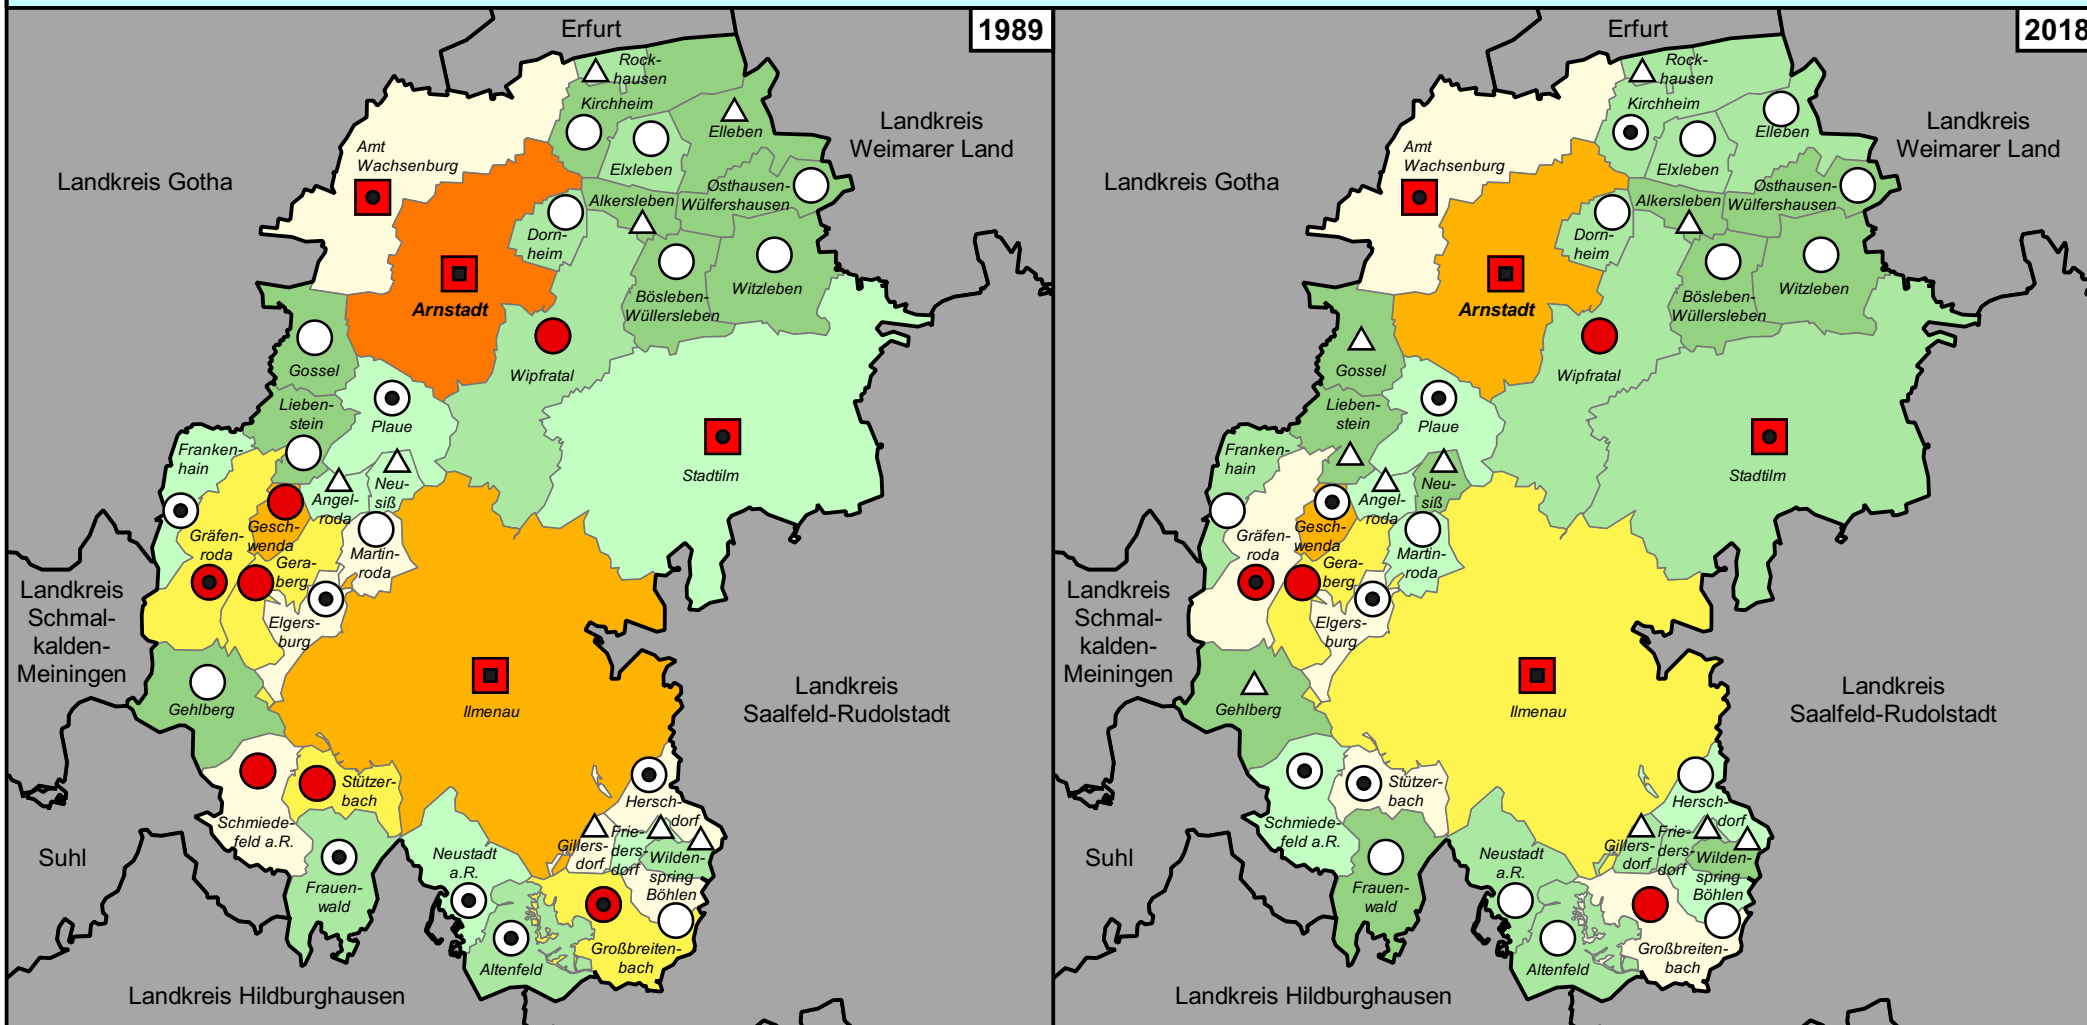 1989
Erfurt
Rock-
hausen
Kirchheim
Elleben
Landkreis
Weimarer Land
Amt
Wachsenburg
Elxleben
Landkreis Gotha
Osthausen-
Wülfershausen
Alkersleben
Dorn-
heim
Witzleben
Bösleben-
Wüllersleben
Arnstadt
Gossel
Wipfratal
Lieben-
stein
Plaue
Franken-
hain
Stadtilm
Neu-
siß
Angel-
roda
Gesch-
wenda
Gräfen-
roda
Martin-
roda
Gera-
berg
Landkreis
Schmal-
kalden-
Meiningen
Elgers-
burg
Gehlberg
Ilmenau
Landkreis
Saalfeld-Rudolstadt
Stützer-
bach
Hersch-
dorf
Schmiede-
feld a.R.
Gillers-
dorf
Frie-
ders-
dorf
Wilden-
spring
Suhl
Neustadt
a.R.
Böhlen
Frauen-
wald
Großbreiten-
bach
Altenfeld
Landkreis Hildburghausen
2018
Erfurt
Rock-
hausen
Kirchheim
Elleben
Landkreis
Weimarer Land
Amt
Wachsenburg
Elxleben
Landkreis Gotha
Osthausen-
Wülfershausen
Alkersleben
Dorn-
heim
Witzleben
Bösleben-
Wüllersleben
Arnstadt
Gossel
Wipfratal
Lieben-
stein
Plaue
Franken-
hain
Stadtilm
Neu-
siß
Angel-
roda
Gesch-
wenda
Gräfen-
roda
Martin-
roda
Gera-
berg
Landkreis
Schmal-
kalden-
Meiningen
Elgers-
burg
Gehlberg
Ilmenau
Landkreis
Saalfeld-Rudolstadt
Stützer-
bach
Hersch-
dorf
Schmiede-
feld a.R.
Gillers-
dorf
Frie-
ders-
dorf
Wilden-
spring
Suhl
Neustadt
a.R.
Böhlen
Frauen-
wald
Großbreiten-
bach
Altenfeld
Landkreis Hildburghausen